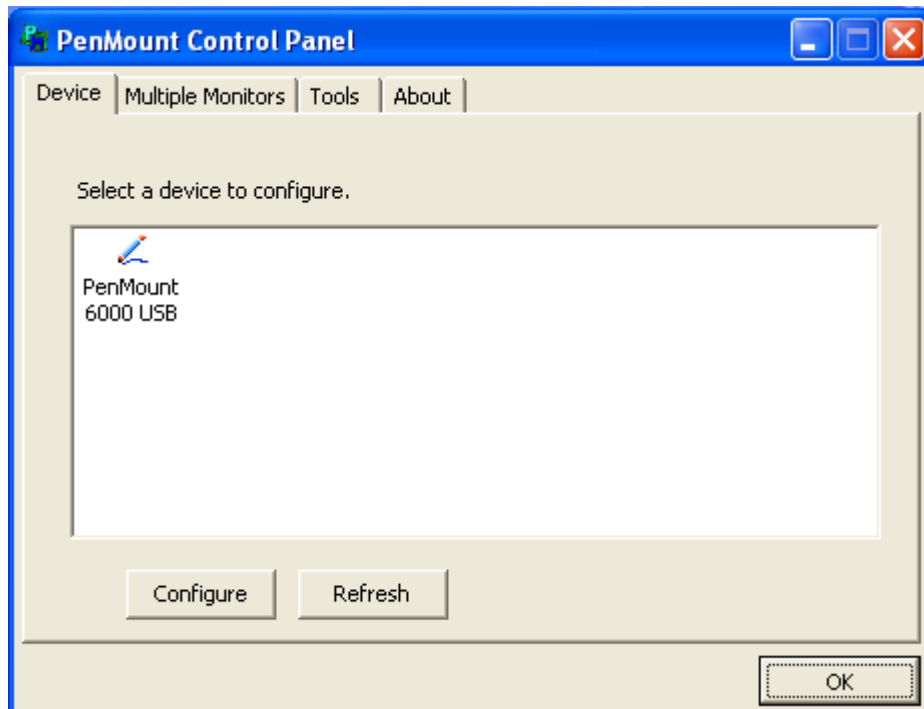 PenMount Control Panel
Device Multiple Monitors Tools About
Select a device to configure.
PenMount
6000 USB
Configure Refresh
OK